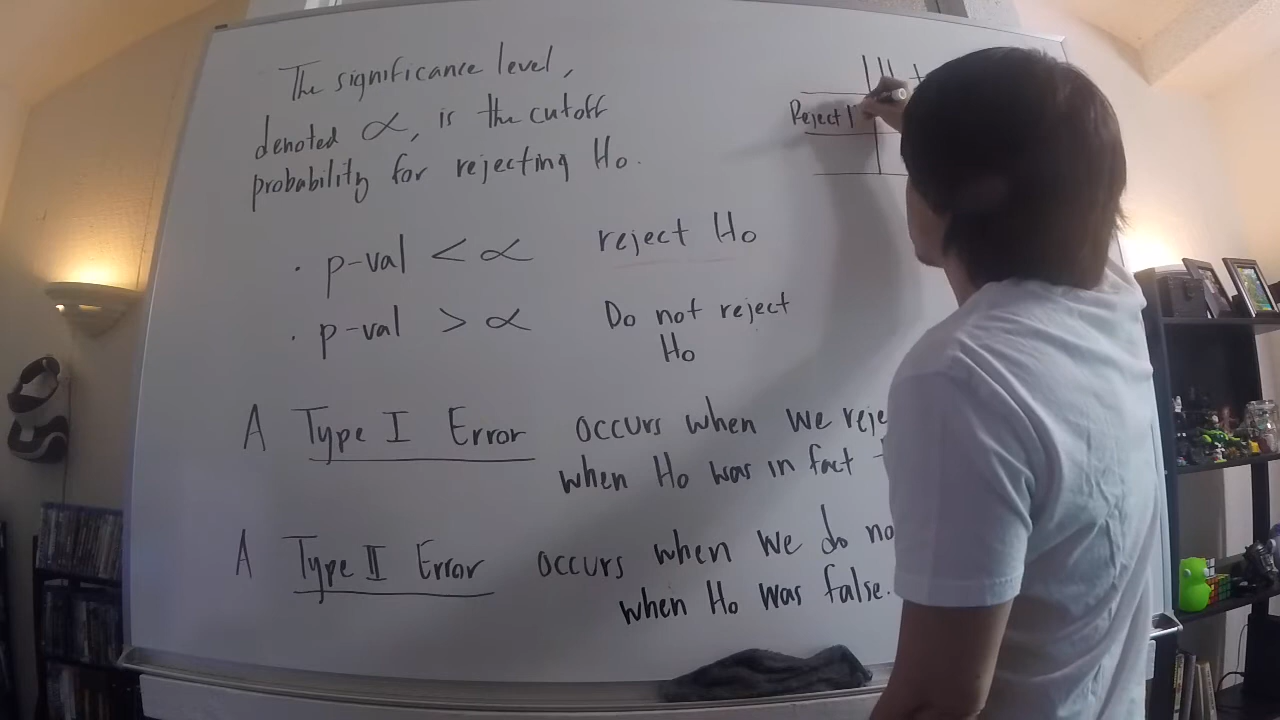 The significance level,
denoted ∝, is the cutoff
probability for rejecting Ho.
• p-val < ∝ reject Ho
• p-val > ∝ Do not reject
Ho
A Type I Error occurs when we reje
when Ho was in fact
A Type II Error occurs when we do no
when Ho was false.
Reject